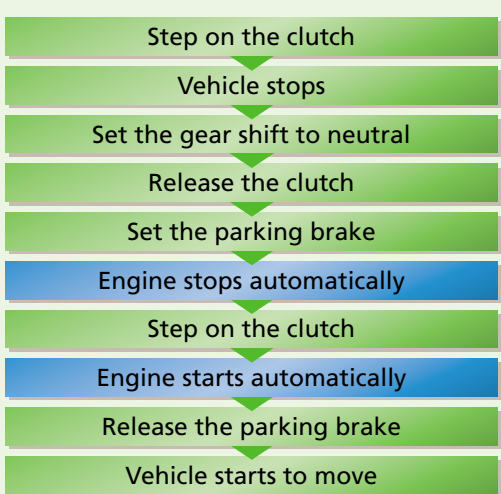 Step on the clutch
Vehicle stops
Set the gear shift to neutral
Release the clutch
Set the parking brake
Engine stops automatically
Step on the clutch
Engine starts automatically
Release the parking brake
Vehicle starts to move